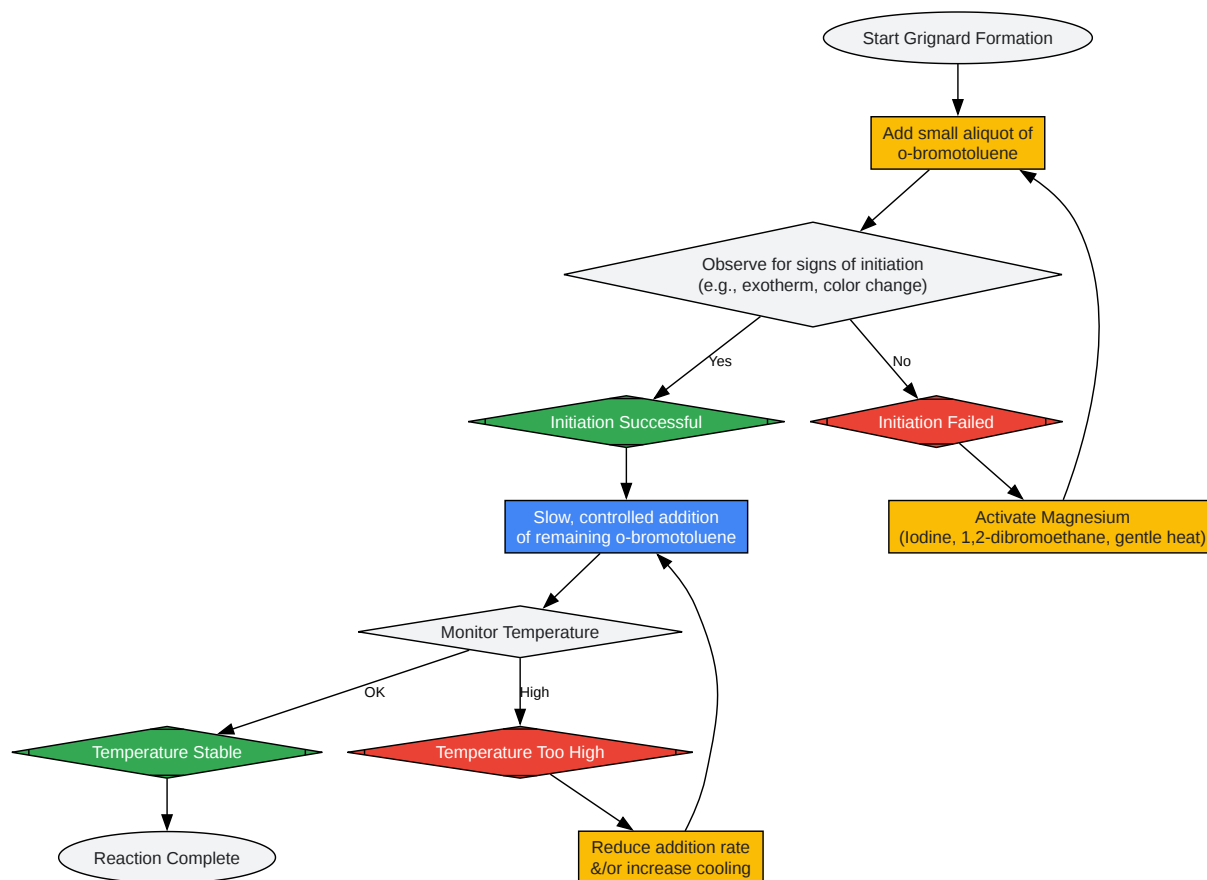 Start Grignard Formation
Add small aliquot of
o-bromotoluene
Observe for signs of initiation
(e.g., exotherm, color change)
Yes
No
Initiation Successful
Initiation Failed
Slow, controlled addition
of remaining o-bromotoluene
Activate Magnesium
(Iodine, 1,2-dibromoethane, gentle heat)
Monitor Temperature
OK
High
Temperature Stable
Temperature Too High
Reaction Complete
Reduce addition rate
&/or increase cooling